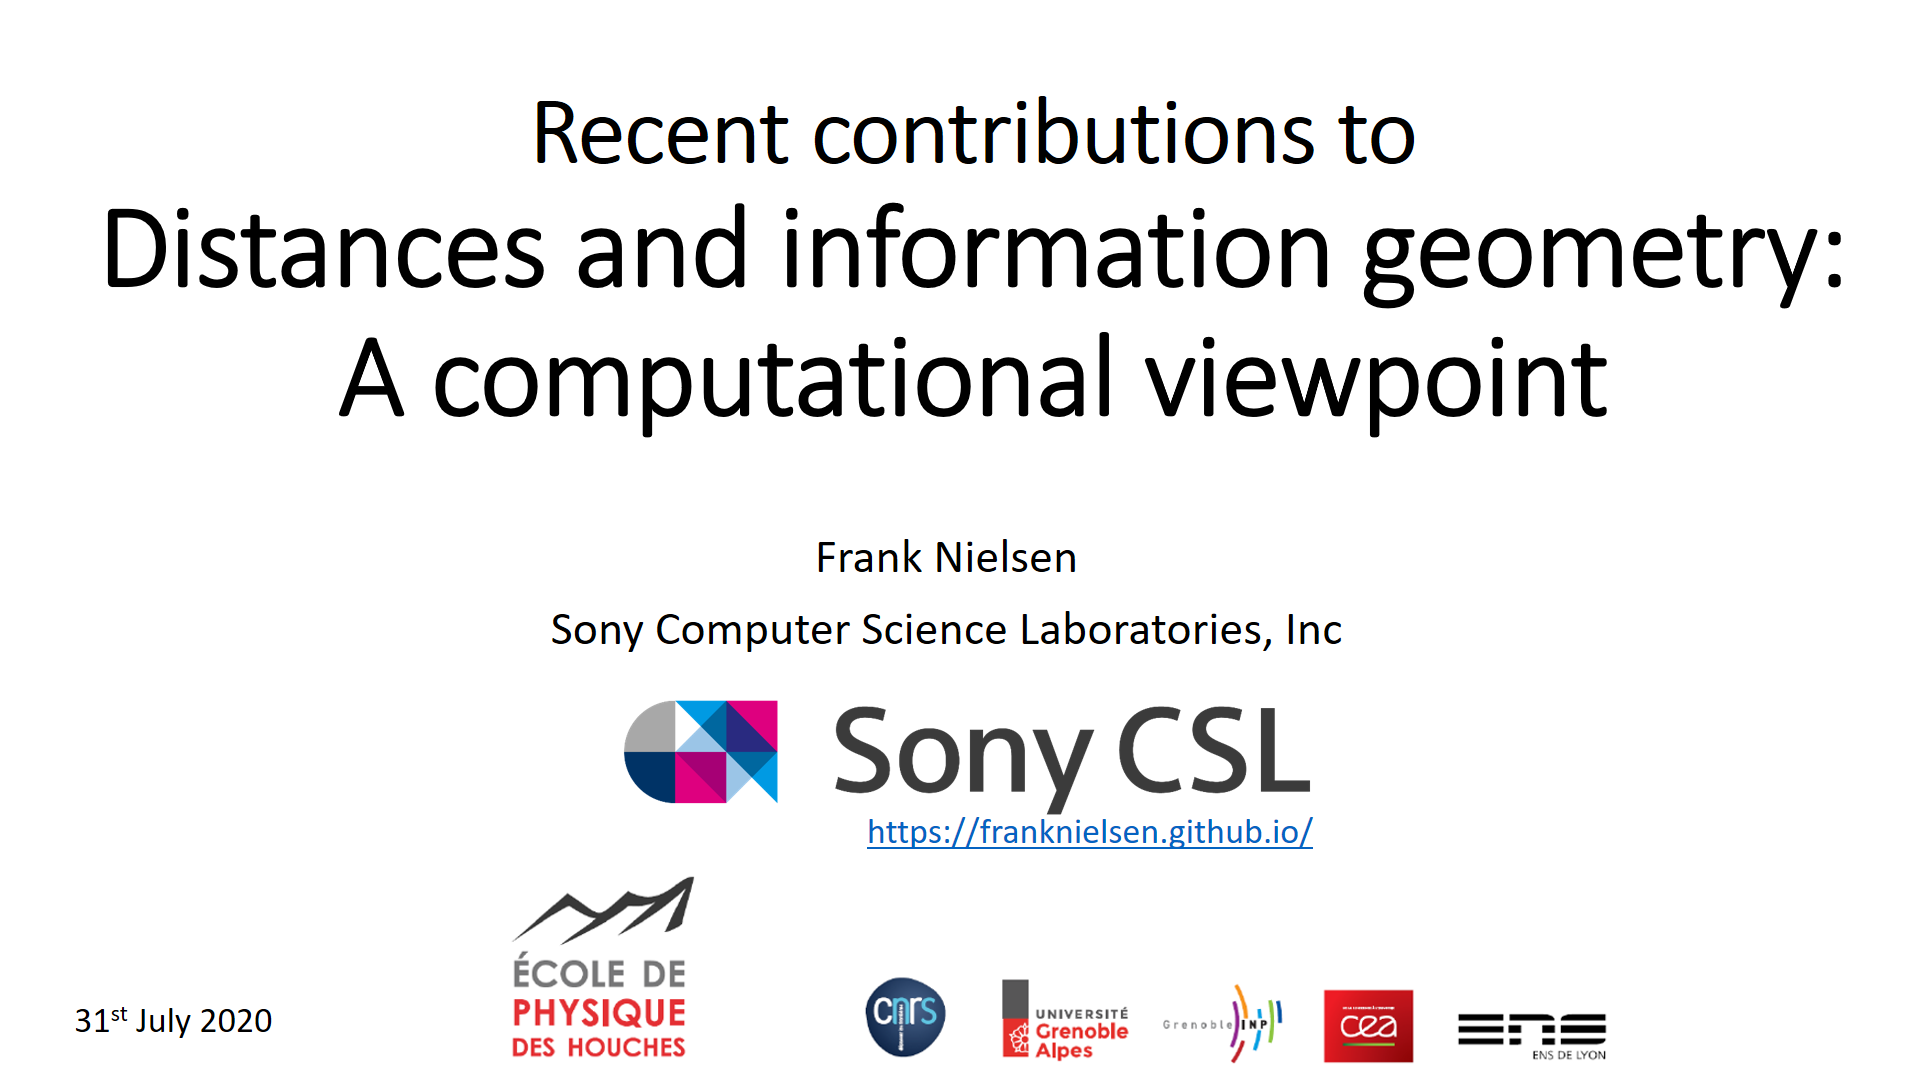 Recent contributions to
Distances and information geometry:
A computational viewpoint
Frank Nielsen
Sony Computer Science Laboratories, Inc
Sony CSL
https://franknielsen.github.io/
ÉCOLE DE
PHYSIQUE
DES HOUCHES
31st July 2020
cnrs
UNIVERSITÉ
Grenoble
Alpes
Grenoble INP
cea
ENS
ENS DE LYON